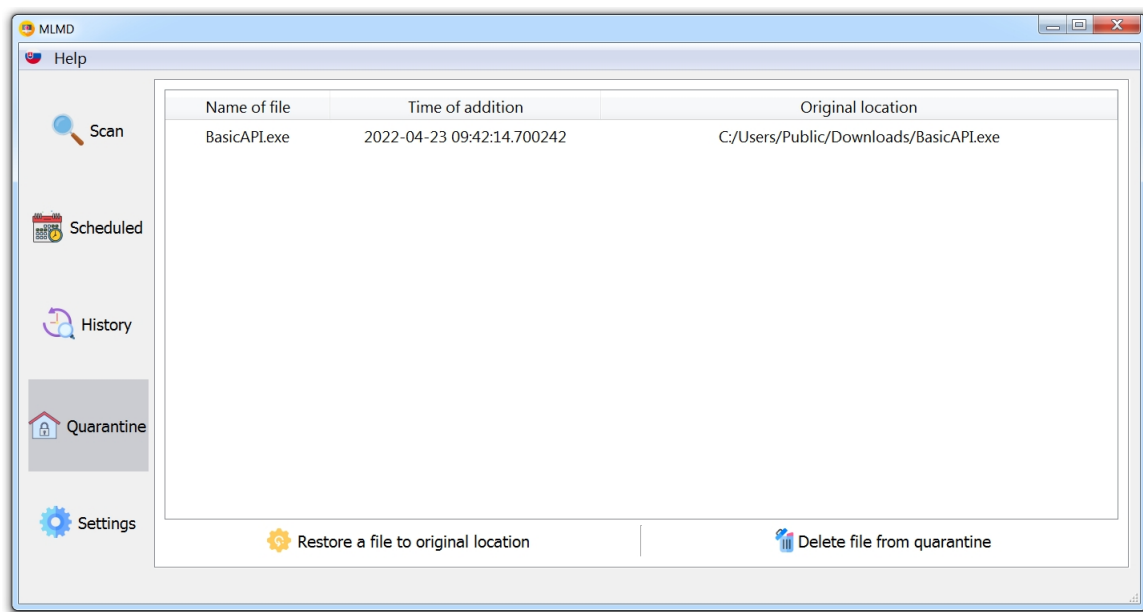 MLMD
Help
Scan
Scheduled
History
Quarantine
Settings
Name of file Time of addition Original location
BasicAPI.exe 2022-04-23 09:42:14.700242 C:/Users/Public/Downloads/BasicAPI.exe
Restore a file to original location Delete file from quarantine